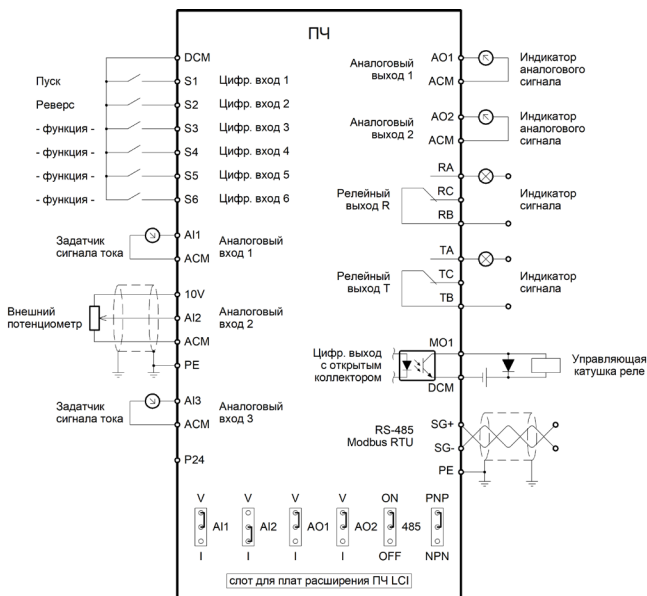 ПЧ
DCM
Пуск
S1
Цифр. вход 1
Реверс
S2
Цифр. вход 2
- функция -
S3
Цифр. вход 3
- функция -
S4
Цифр. вход 4
- функция -
S5
Цифр. вход 5
- функция -
S6
Цифр. вход 6
Задатчик
сигнала тока
AI1
ACM
Аналоговый
вход 1
Внешний
потенциометр
10V
AI2
ACM
PE
Аналоговый
вход 2
Задатчик
сигнала тока
AI3
ACM
Аналоговый
вход 3
P24
Аналоговый
выход 1
AO1
ACM
Индикатор
аналогового
сигнала
Аналоговый
выход 2
AO2
ACM
Индикатор
аналогового
сигнала
Релейный
выход R
RA
RC
RB
Индикатор
сигнала
Релейный
выход T
TA
TC
TB
Индикатор
сигнала
Цифр. выход
с открытым
коллектором
MO1
DCM
Управляющая
катушка реле
RS-485
Modbus RTU
SG+
SG-
PE
V
V
V
V
ON
PNP
AI1
AI2
AO1
AO2
485
I
I
I
I
OFF
NPN
слот для плат расширения ПЧ LCI